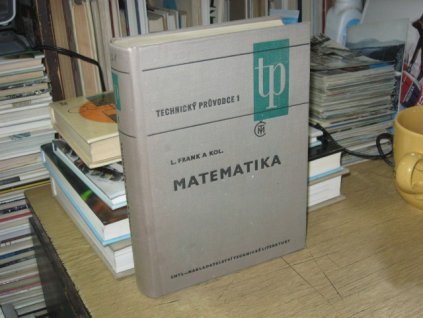 tp
TECHNICKÝ PRŮVODCE 1
L. FRANK A KOL.
MATEMATIKA
SNTL—NAKLADATELSTVÍ TECHNICKÉ LITERATURY